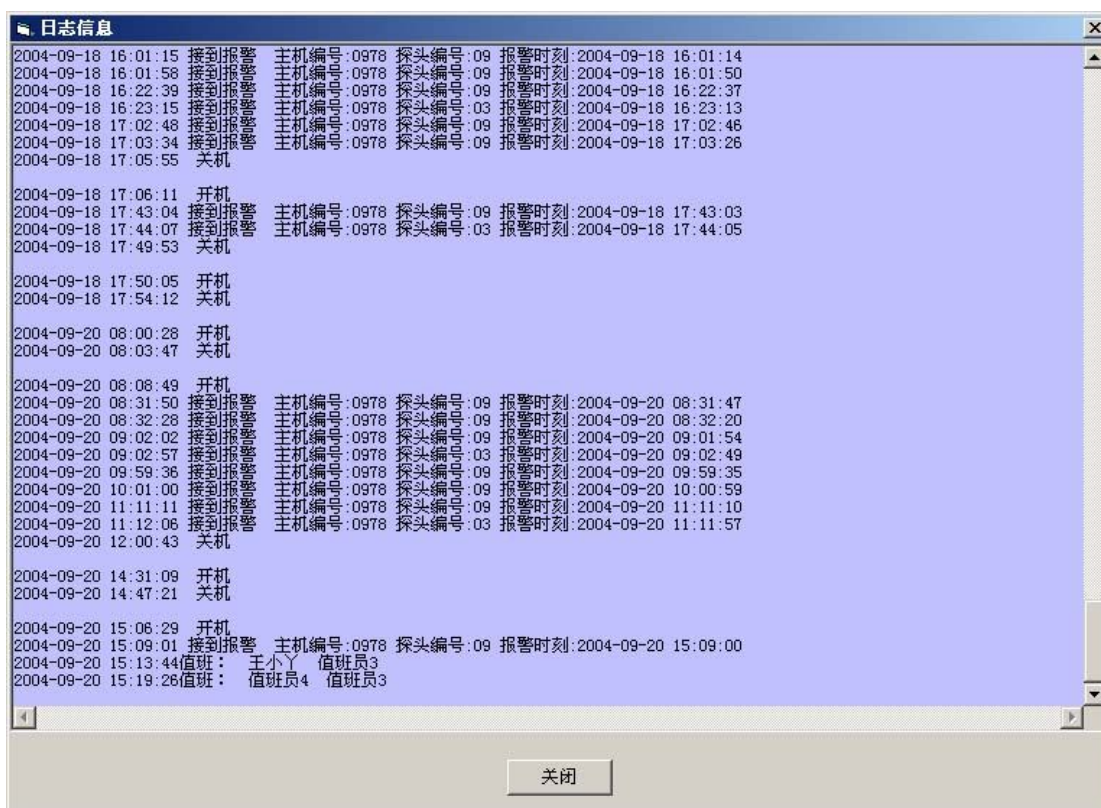 日志信息
2004-09-18 16:01:15 接到报警 主机编号:0978 探头编号:09 报警时刻:2004-09-18 16:01:14
2004-09-18 16:01:58 接到报警 主机编号:0978 探头编号:09 报警时刻:2004-09-18 16:01:50
2004-09-18 16:22:39 接到报警 主机编号:0978 探头编号:09 报警时刻:2004-09-18 16:22:37
2004-09-18 16:23:15 接到报警 主机编号:0978 探头编号:03 报警时刻:2004-09-18 16:23:13
2004-09-18 17:02:48 接到报警 主机编号:0978 探头编号:09 报警时刻:2004-09-18 17:02:46
2004-09-18 17:03:34 接到报警 主机编号:0978 探头编号:09 报警时刻:2004-09-18 17:03:26
2004-09-18 17:05:55 关机
2004-09-18 17:06:11 开机
2004-09-18 17:43:04 接到报警 主机编号:0978 探头编号:09 报警时刻:2004-09-18 17:43:03
2004-09-18 17:44:07 接到报警 主机编号:0978 探头编号:03 报警时刻:2004-09-18 17:44:05
2004-09-18 17:49:53 关机
2004-09-18 17:50:05 开机
2004-09-18 17:54:12 关机
2004-09-20 08:00:28 开机
2004-09-20 08:03:47 关机
2004-09-20 08:08:49 开机
2004-09-20 08:31:50 接到报警 主机编号:0978 探头编号:09 报警时刻:2004-09-20 08:31:47
2004-09-20 08:32:28 接到报警 主机编号:0978 探头编号:09 报警时刻:2004-09-20 08:32:20
2004-09-20 09:02:02 接到报警 主机编号:0978 探头编号:09 报警时刻:2004-09-20 09:01:54
2004-09-20 09:02:57 接到报警 主机编号:0978 探头编号:03 报警时刻:2004-09-20 09:02:49
2004-09-20 09:59:36 接到报警 主机编号:0978 探头编号:09 报警时刻:2004-09-20 09:59:35
2004-09-20 10:01:00 接到报警 主机编号:0978 探头编号:09 报警时刻:2004-09-20 10:00:59
2004-09-20 11:11:11 接到报警 主机编号:0978 探头编号:09 报警时刻:2004-09-20 11:11:10
2004-09-20 11:12:06 接到报警 主机编号:0978 探头编号:03 报警时刻:2004-09-20 11:11:57
2004-09-20 12:00:43 关机
2004-09-20 14:31:09 开机
2004-09-20 14:47:21 关机
2004-09-20 15:06:29 开机
2004-09-20 15:09:01 接到报警 主机编号:0978 探头编号:09 报警时刻:2004-09-20 15:09:00
2004-09-20 15:13:44值班： 王小丫 值班员3
2004-09-20 15:19:26值班： 值班员4 值班员3
关闭